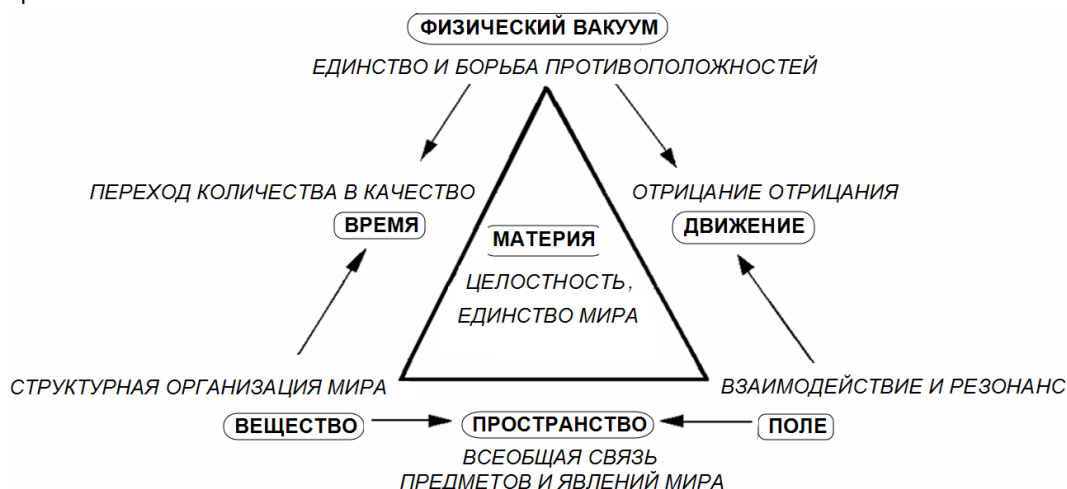 ФИЗИЧЕСКИЙ ВАКУУМ
ЕДИНСТВО И БОРЬБА ПРОТИВОПОЛОЖНОСТЕЙ
ПЕРЕХОД КОЛИЧЕСТВА В КАЧЕСТВО
ВРЕМЯ
ОТРИЦАНИЕ ОТРИЦАНИЯ
ДВИЖЕНИЕ
МАТЕРИЯ
ЦЕЛОСТНОСТЬ,
ЕДИНСТВО МИРА
СТРУКТУРНАЯ ОРГАНИЗАЦИЯ МИРА
ВЕЩЕСТВО
ВЗАИМОДЕЙСТВИЕ И РЕЗОНАНС
ПОЛЕ
ПРОСТРАНСТВО
ВСЕОБЩАЯ СВЯЗЬ
ПРЕДМЕТОВ И ЯВЛЕНИЙ МИРА